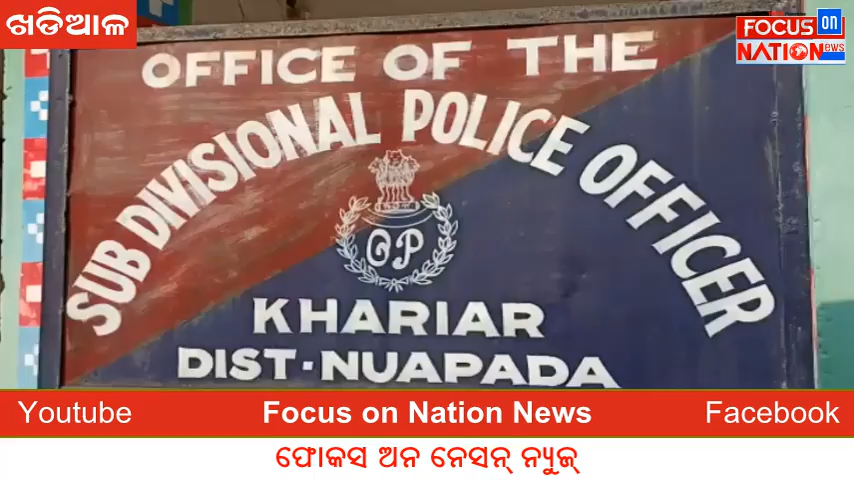 ଖଡିଆଳ
FOCUS on
NATION news
OFFICE OF THE
SUB DIVISIONAL POLICE OFFICER
OP
KHARIAR
DIST·NUAPADA
Youtube Focus on Nation News Facebook
ଫୋକସ ଅନ ନେସନ୍ ନ୍ୟୁଜ୍